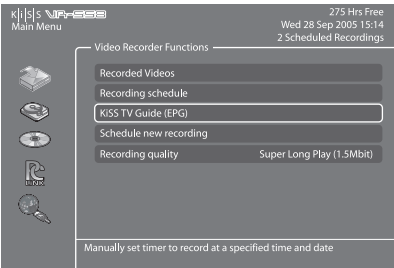 KiSS VR-558
275 Hrs Free
Main Menu
Wed 28 Sep 2005 15:14
2 Scheduled Recordings
Video Recorder Functions
Recorded Videos
Recording schedule
KiSS TV Guide (EPG)
Schedule new recording
Recording quality Super Long Play (1.5Mbit)
PC
LINK
Manually set timer to record at a specified time and date